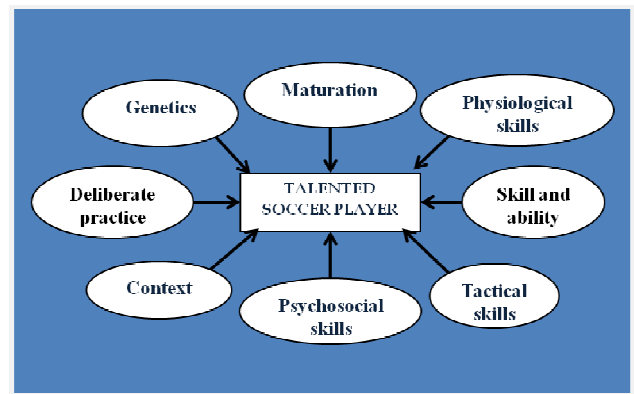 Maturation
Genetics
Physiological
skills
TALENTED
SOCCER PLAYER
Deliberate
practice
Skill and
ability
Context
Psychosocial
skills
Tactical
skills